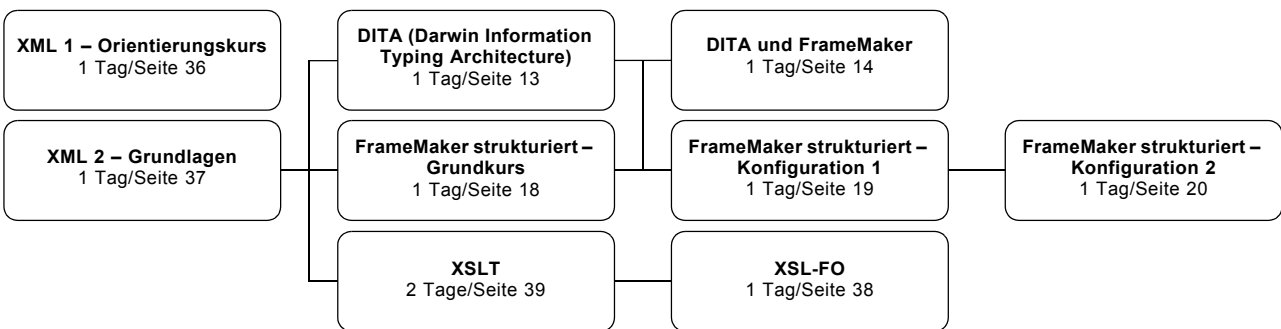 XML 1 – Orientierungskurs
1 Tag/Seite 36
DITA (Darwin Information
Typing Architecture)
1 Tag/Seite 13
DITA und FrameMaker
1 Tag/Seite 14
XML 2 – Grundlagen
1 Tag/Seite 37
FrameMaker strukturiert –
Grundkurs
1 Tag/Seite 18
FrameMaker strukturiert –
Konfiguration 1
1 Tag/Seite 19
FrameMaker strukturiert –
Konfiguration 2
1 Tag/Seite 20
XSLT
2 Tage/Seite 39
XSL-FO
1 Tag/Seite 38